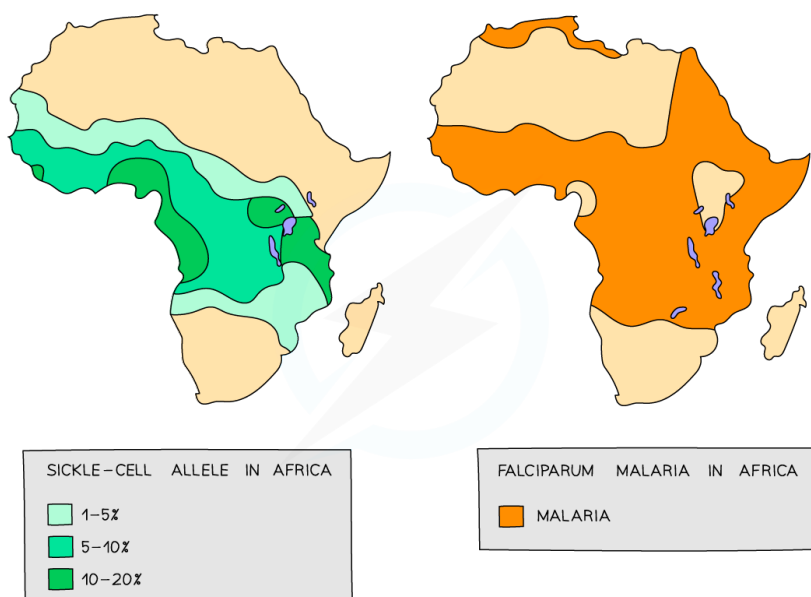 SICKLE-CELL ALLELE IN AFRICA
1-5%
5-10%
10-20%
FALCIPARUM MALARIA IN AFRICA
MALARIA